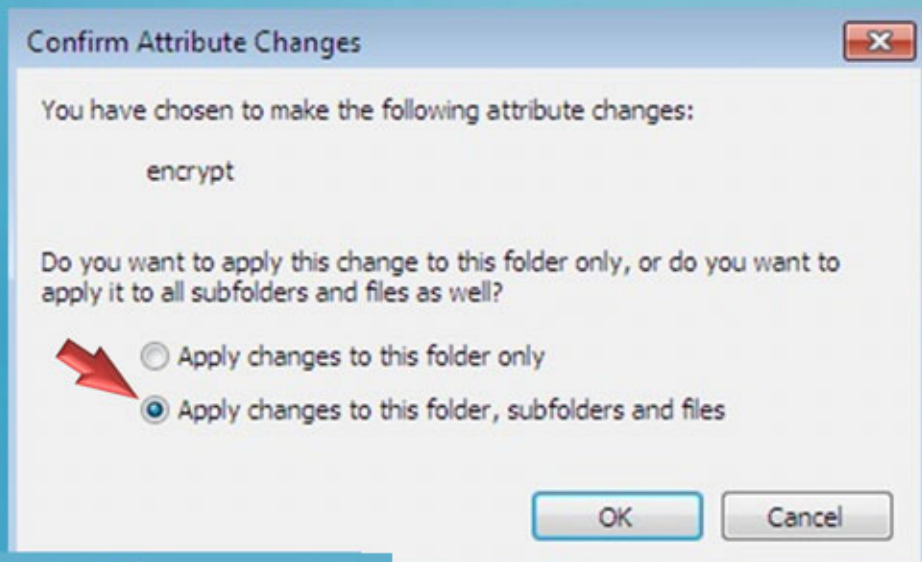 Confirm Attribute Changes
You have chosen to make the following attribute changes:
encrypt
Do you want to apply this change to this folder only, or do you want to
apply it to all subfolders and files as well?
Apply changes to this folder only
Apply changes to this folder, subfolders and files
OK
Cancel